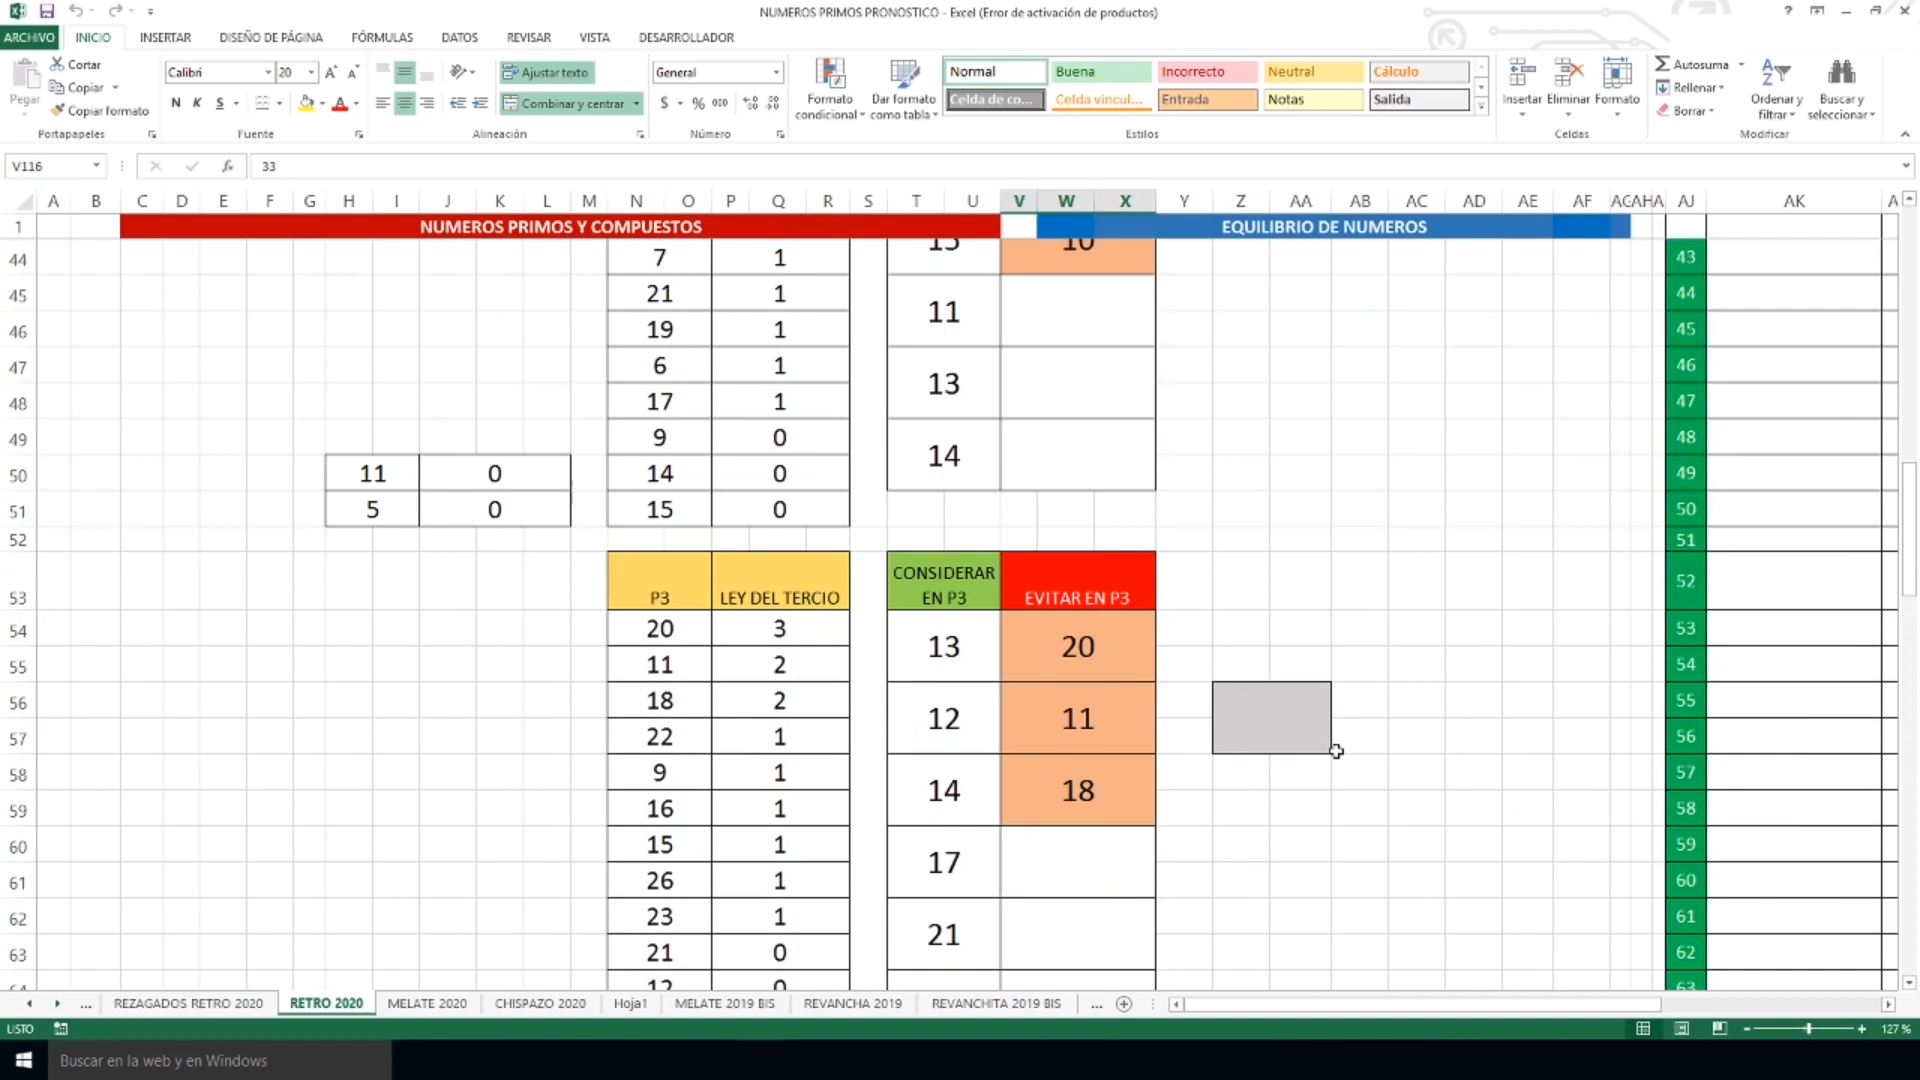 NUMEROS PRIMOS PRONOSTICO - Excel (Error de activación de productos)
ARCHIVO INICIO INSERTAR DISEÑO DE PÁGINA FÓRMULAS DATOS REVISAR VISTA DESARROLLADOR
Pegar
Cortar
Copiar
Copiar formato
Portapapeles
Calibri 20
N K S
Fuente
Ajustar texto
Combinar y centrar
Alineación
General
$ % 000
Número
Formato condicional
Dar formato como tabla
Normal Buena Incorrecto Neutral Cálculo
Celda de co... Celda vincul... Entrada Notas Salida
Estilos
Insertar Eliminar Formato
Celdas
Autosuma
Rellenar
Borrar
Ordenar y filtrar
Buscar y seleccionar
Modificar
V116 fx 33
A B C D E F G H I J K L M N O P Q R S T U V W X Y Z AA AB AC AD AE AF AG AH AJ AK
1 NUMEROS PRIMOS Y COMPUESTOS EQUILIBRIO DE NUMEROS
10
44 7 1 43
45 21 1 11 44
46 19 1 45
47 6 1 13 46
48 17 1 47
49 9 0 14 48
50 11 0 14 0 49
51 5 0 15 0 50
52 51
53 P3 LEY DEL TERCIO CONSIDERAR EN P3 EVITAR EN P3 52
54 20 3 13 20 53
55 11 2 54
56 18 2 12 11 55
57 22 1 56
58 9 1 14 18 57
59 16 1 58
60 15 1 17 59
61 26 1 60
62 23 1 21 61
63 21 0 62
64 12 0 63
... REZAGADOS RETRO 2020 RETRO 2020 MELATE 2020 CHISPAZO 2020 Hoja1 MELATE 2019 BIS REVANCHA 2019 REVANCHITA 2019 BIS ...
LISTO 127 %
Buscar en la web y en Windows